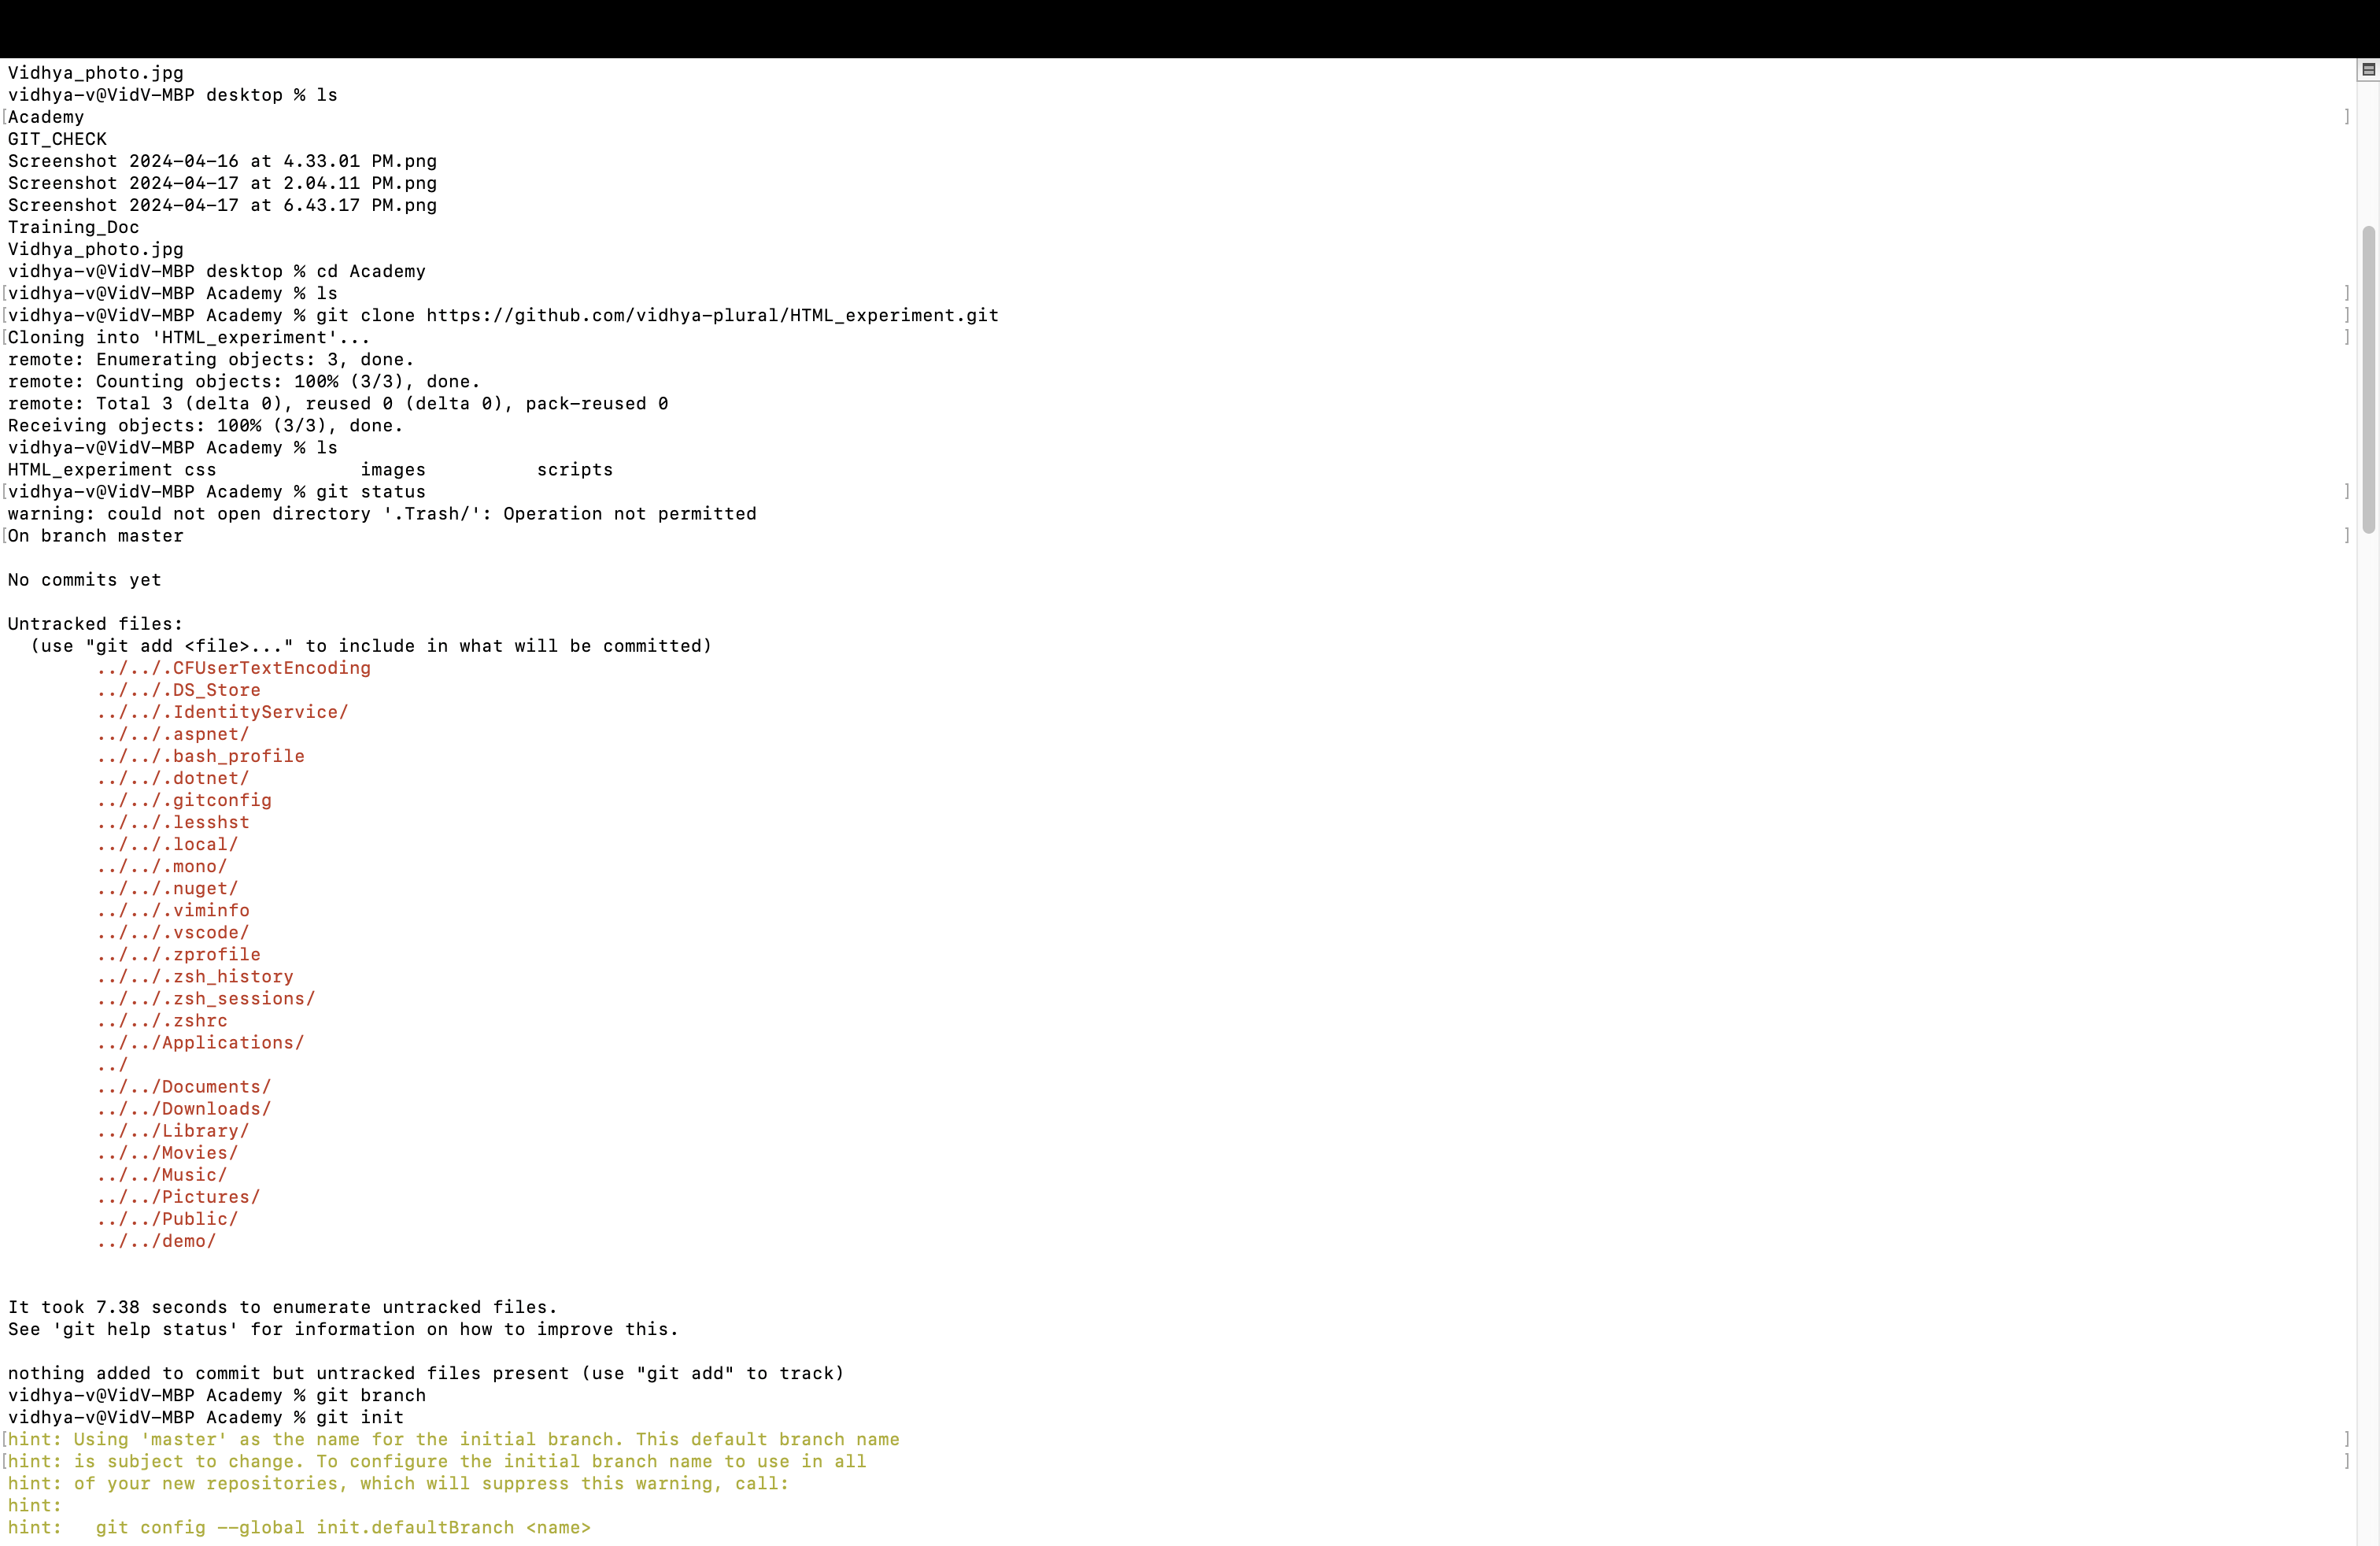 Vidhya_photo.jpg
vidhya-v@VidV-MBP desktop % ls
[Academy ]
GIT_CHECK
Screenshot 2024-04-16 at 4.33.01 PM.png
Screenshot 2024-04-17 at 2.04.11 PM.png
Screenshot 2024-04-17 at 6.43.17 PM.png
Training_Doc
Vidhya_photo.jpg
vidhya-v@VidV-MBP desktop % cd Academy
[vidhya-v@VidV-MBP Academy % ls ]
[vidhya-v@VidV-MBP Academy % git clone https://github.com/vidhya-plural/HTML_experiment.git ]
[Cloning into 'HTML_experiment'... ]
remote: Enumerating objects: 3, done.
remote: Counting objects: 100% (3/3), done.
remote: Total 3 (delta 0), reused 0 (delta 0), pack-reused 0
Receiving objects: 100% (3/3), done.
vidhya-v@VidV-MBP Academy % ls
HTML_experiment css             images          scripts
[vidhya-v@VidV-MBP Academy % git status ]
warning: could not open directory '.Trash/': Operation not permitted
[On branch master ]

No commits yet

Untracked files:
  (use "git add <file>..." to include in what will be committed)
        ../../.CFUserTextEncoding
        ../../.DS_Store
        ../../.IdentityService/
        ../../.aspnet/
        ../../.bash_profile
        ../../.dotnet/
        ../../.gitconfig
        ../../.lesshst
        ../../.local/
        ../../.mono/
        ../../.nuget/
        ../../.viminfo
        ../../.vscode/
        ../../.zprofile
        ../../.zsh_history
        ../../.zsh_sessions/
        ../../.zshrc
        ../../Applications/
        ../
        ../../Documents/
        ../../Downloads/
        ../../Library/
        ../../Movies/
        ../../Music/
        ../../Pictures/
        ../../Public/
        ../../demo/


It took 7.38 seconds to enumerate untracked files.
See 'git help status' for information on how to improve this.

nothing added to commit but untracked files present (use "git add" to track)
vidhya-v@VidV-MBP Academy % git branch
vidhya-v@VidV-MBP Academy % git init
[hint: Using 'master' as the name for the initial branch. This default branch name ]
[hint: is subject to change. To configure the initial branch name to use in all ]
hint: of your new repositories, which will suppress this warning, call:
hint:
hint:   git config --global init.defaultBranch <name>